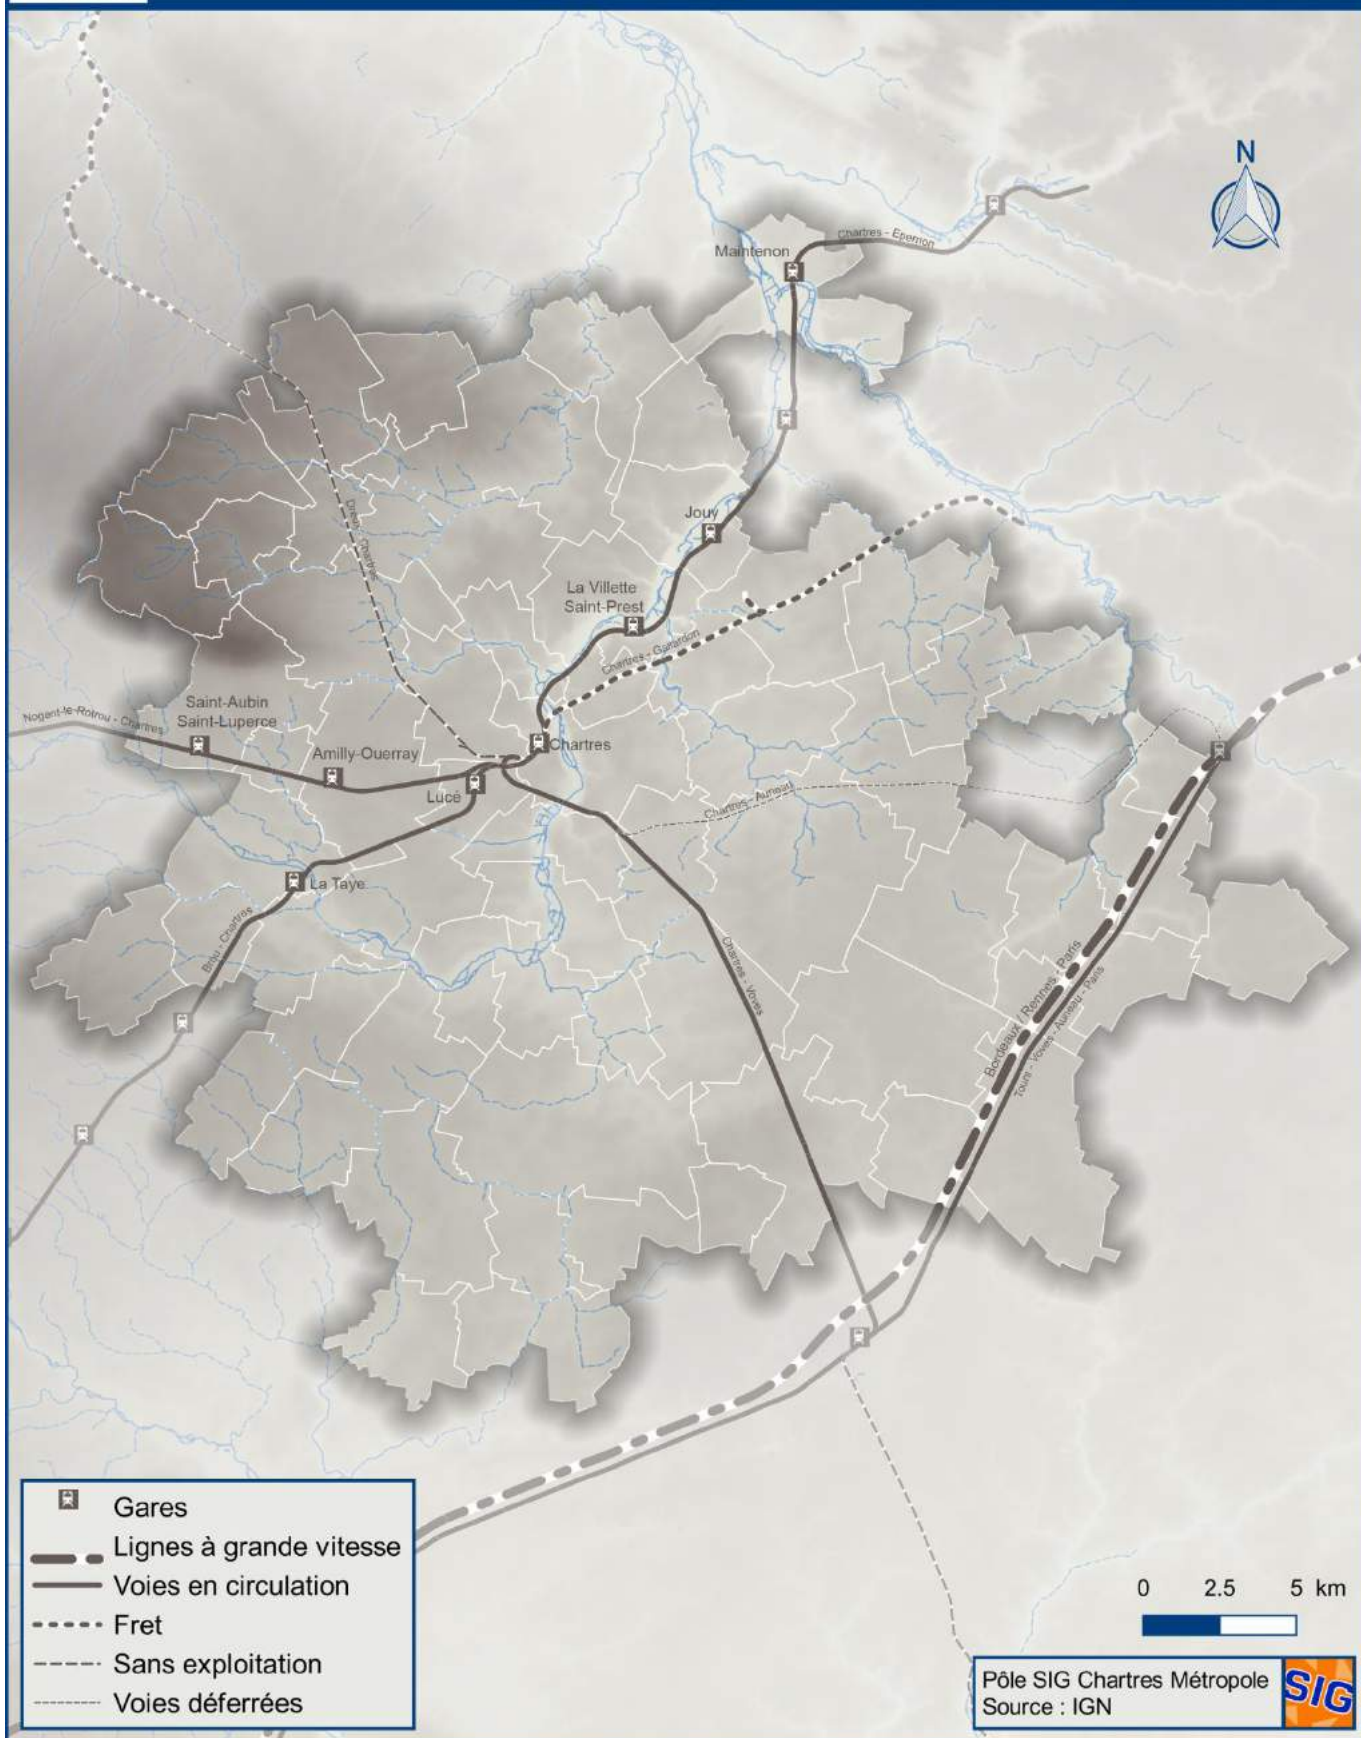 N
Maintenon
Chartres - Epernon
Jouy
Dreux - Chartres
La Villette
Saint-Prest
Chartres - Gallardon
Saint-Aubin
Saint-Luperce
Nogent-le-Rotrou - Chartres
Amilly-Ouerray
Chartres
Lucé
Chartres - Auneau
La Taye
Brou - Chartres
Chartres - Voves
Bordeaux / Rennes - Paris
Toury - Voves - Auneau - Paris
Gares
Lignes à grande vitesse
Voies en circulation
Fret
Sans exploitation
Voies déferrées
0 2.5 5 km
Pôle SIG Chartres Métropole
Source : IGN
SIG